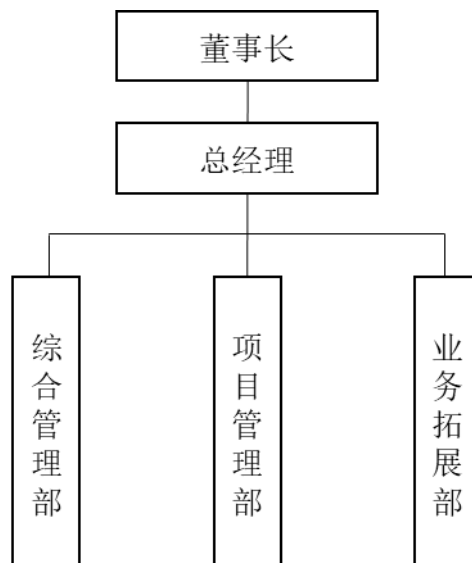 董事长
总经理
综合管理部
项目管理部
业务拓展部